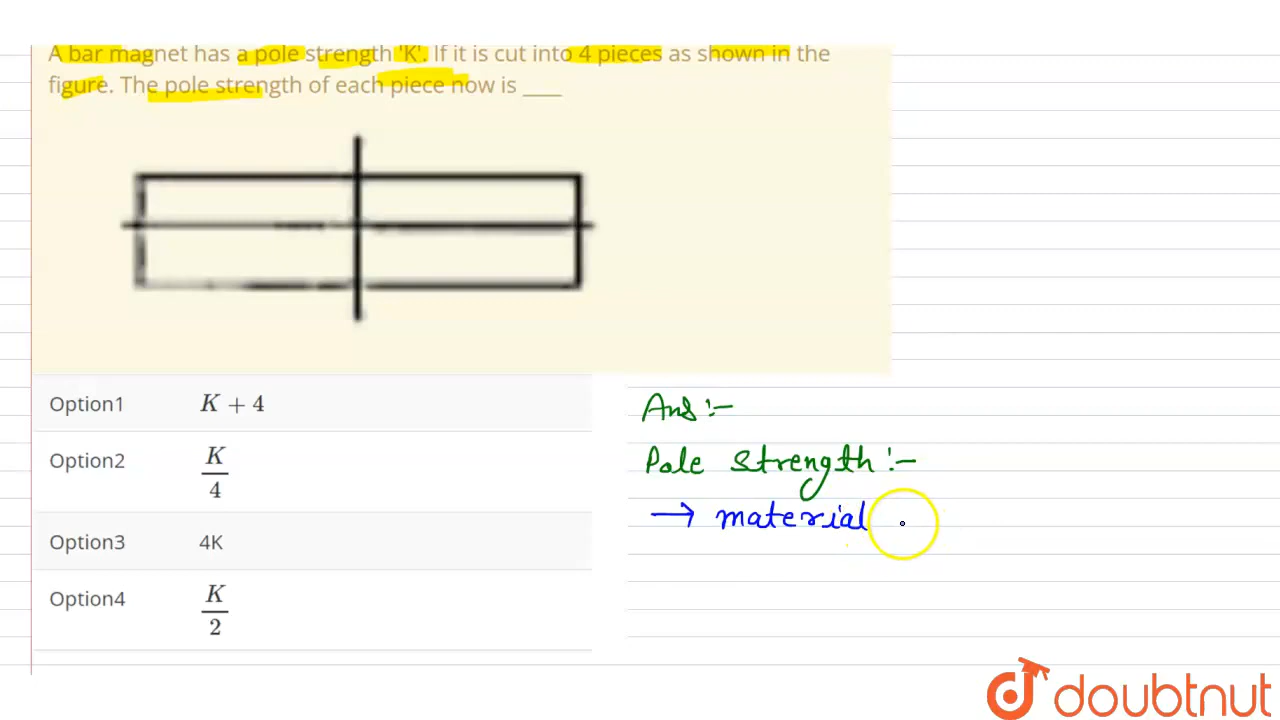 A bar magnet has a pole strength 'K'. If it is cut into 4 pieces as shown in the
figure. The pole strength of each piece now is ____
Option1 K + 4
Option2 K/4
Option3 4K
Option4 K/2
Ans :-
Pole strength :-
→ material
doubtnut